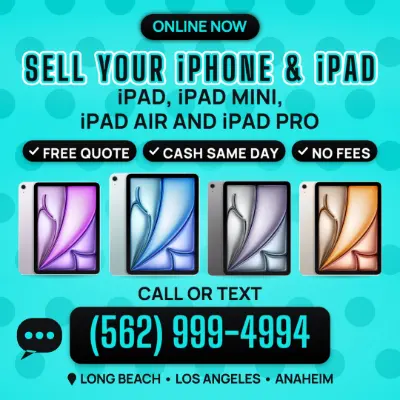 ONLINE NOW
SELL YOUR iPHONE & iPAD
iPAD, iPAD MINI,
iPAD AIR AND iPAD PRO
FREE QUOTE CASH SAME DAY NO FEES
CALL OR TEXT
(562) 999-4994
LONG BEACH • LOS ANGELES • ANAHEIM